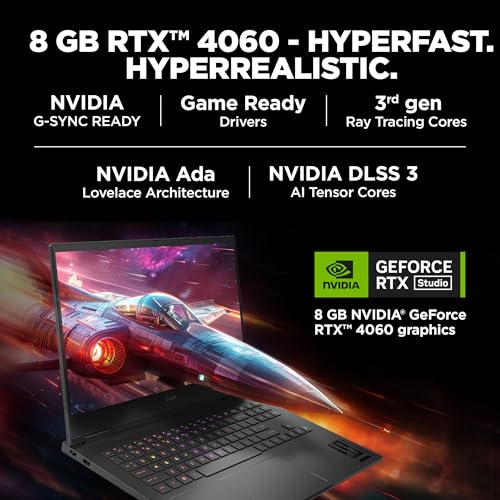 8 GB RTX™ 4060 - HYPERFAST.
HYPERREALISTIC.
NVIDIA
G-SYNC READY
Game Ready
Drivers
3rd gen
Ray Tracing Cores
NVIDIA Ada
Lovelace Architecture
NVIDIA DLSS 3
AI Tensor Cores
NVIDIA
GEFORCE
RTX Studio
8 GB NVIDIA® GeForce
RTX™ 4060 graphics